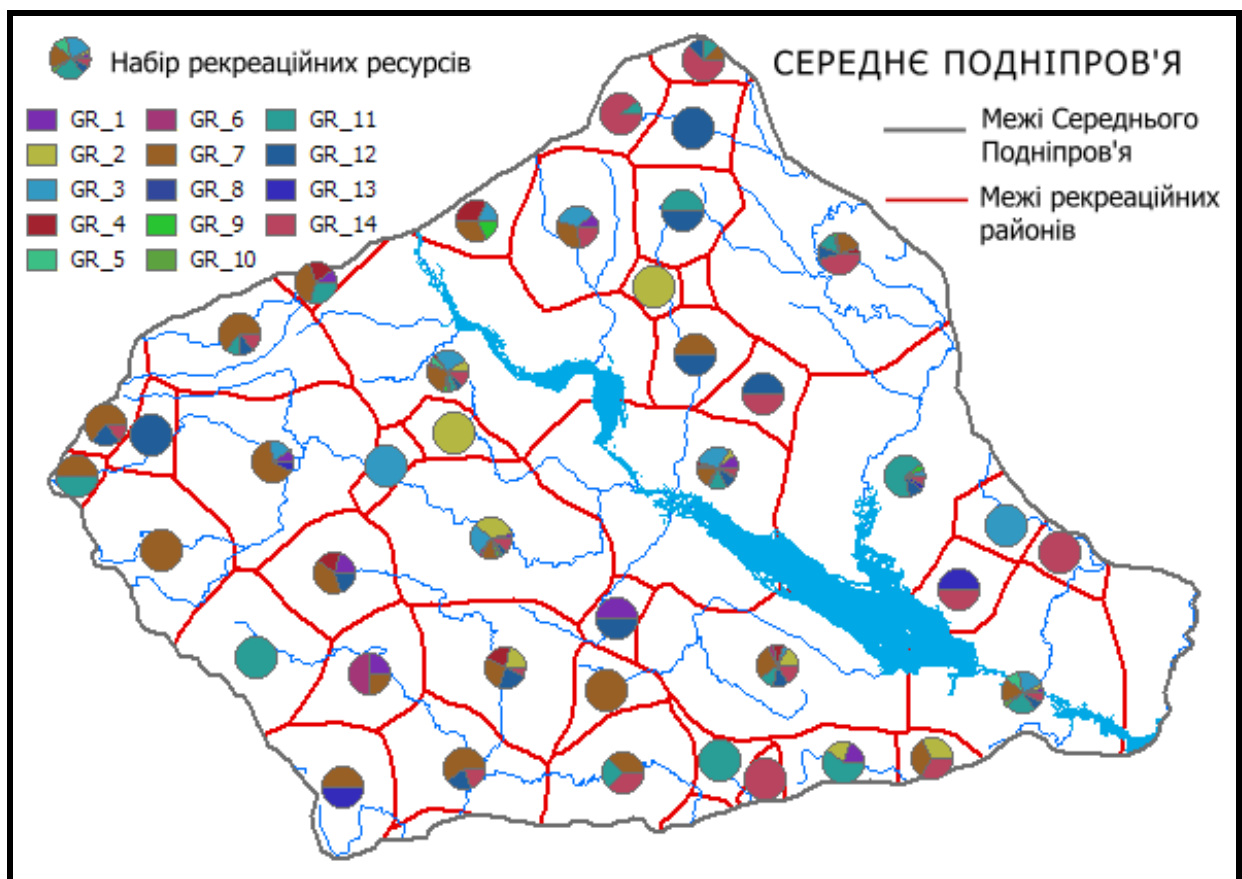 Набір рекреаційних ресурсів
GR_1 GR_6 GR_11
GR_2 GR_7 GR_12
GR_3 GR_8 GR_13
GR_4 GR_9 GR_14
GR_5 GR_10
СЕРЕДНЄ ПОДНІПРОВ'Я
Межі Середнього
Подніпров'я
Межі рекреаційних
районів